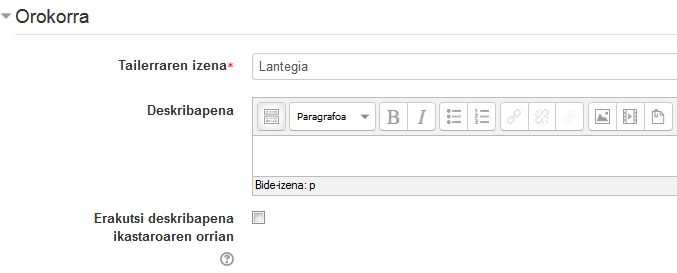 Orokorra
Tailerraren izena*
Lantegia
Deskribapena
Paragrafoa
B I
Bide-izena: p
Erakutsi deskribapena
ikastaroaren orrian